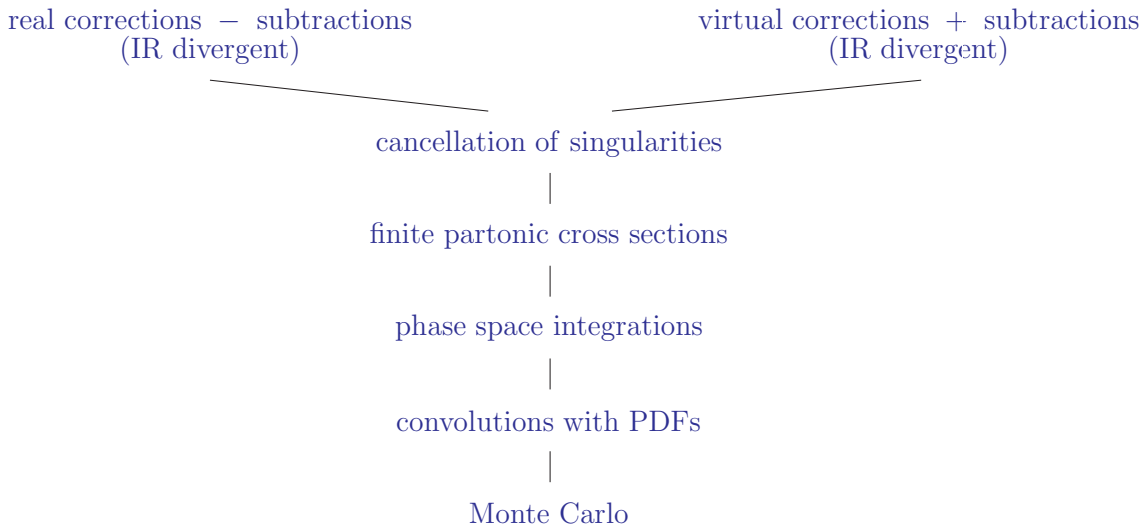 real corrections − subtractions
(IR divergent)
virtual corrections + subtractions
(IR divergent)
cancellation of singularities
finite partonic cross sections
phase space integrations
convolutions with PDFs
Monte Carlo